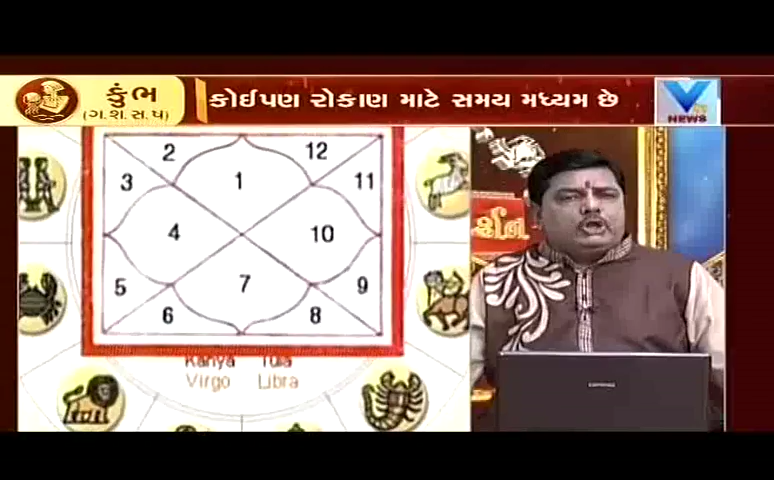 કુંભ
(ગ.શ.સ.ષ)
કોઈપણ રોકાણ માટે સમય મધ્યમ છે
V
NEWS
2 12
3 1 11
4 10
5 7 9
6 8
Kanya Tula
Virgo Libra
ર્શન